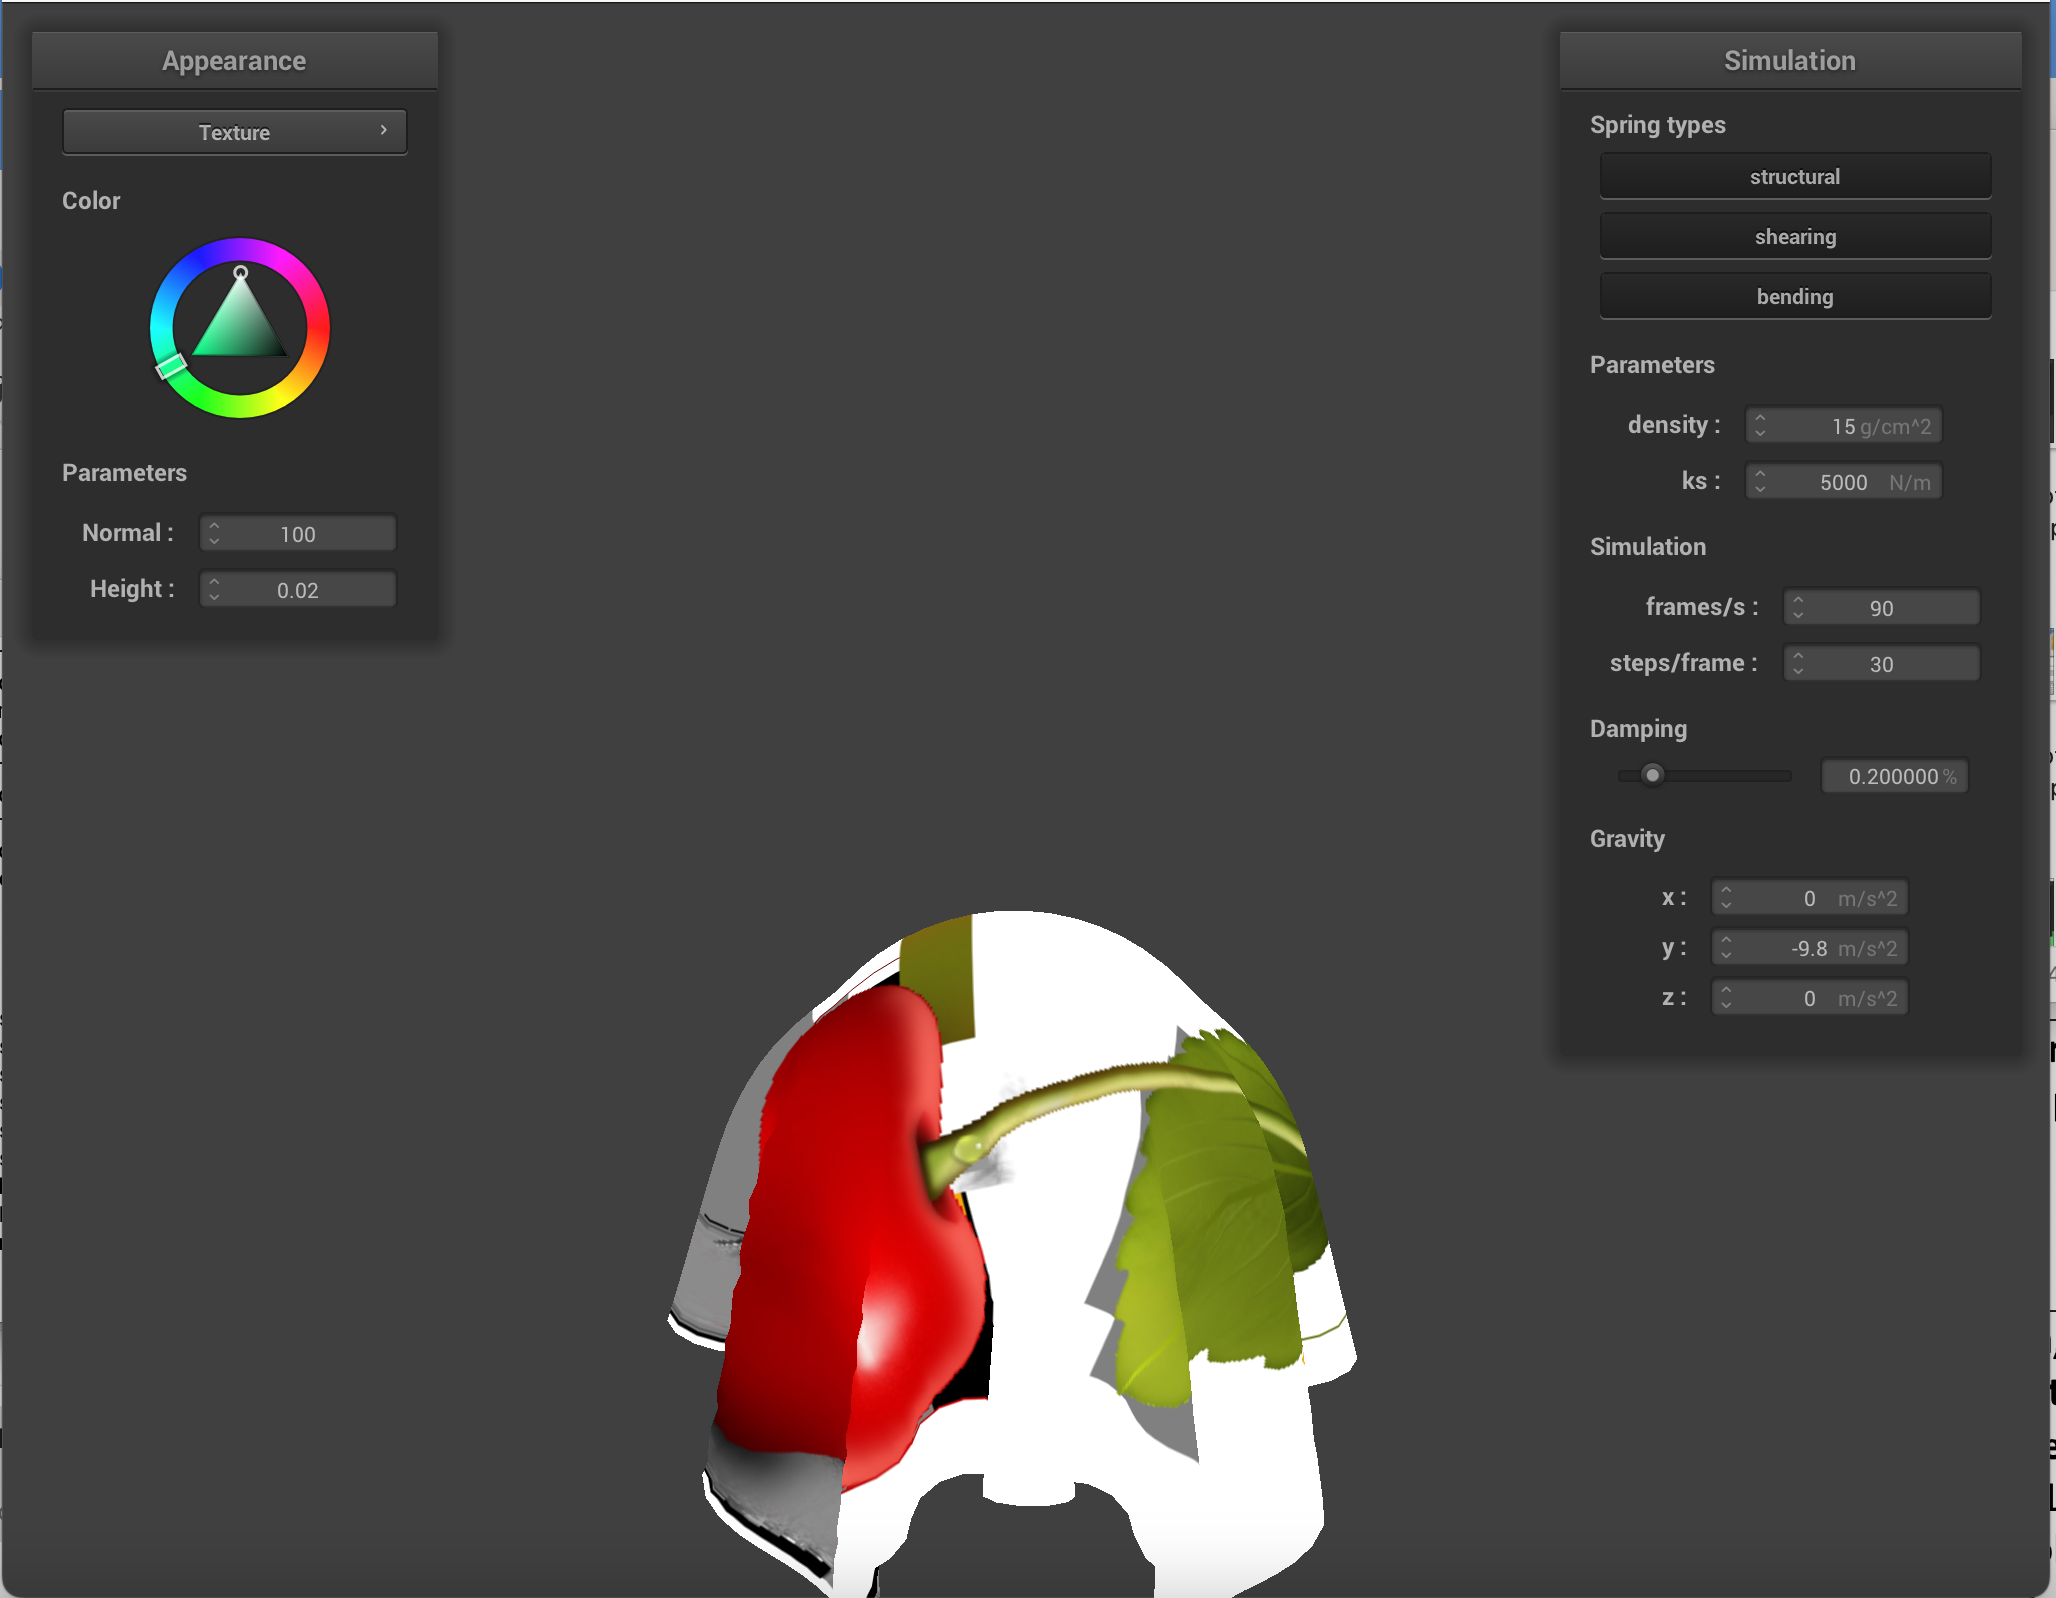 Appearance
Texture
Color
Parameters
Normal : 100
Height : 0.02
Simulation
Spring types
structural
shearing
bending
Parameters
density : 15 g/cm^2
ks : 5000 N/m
Simulation
frames/s : 90
steps/frame : 30
Damping
0.200000 %
Gravity
x : 0 m/s^2
y : -9.8 m/s^2
z : 0 m/s^2